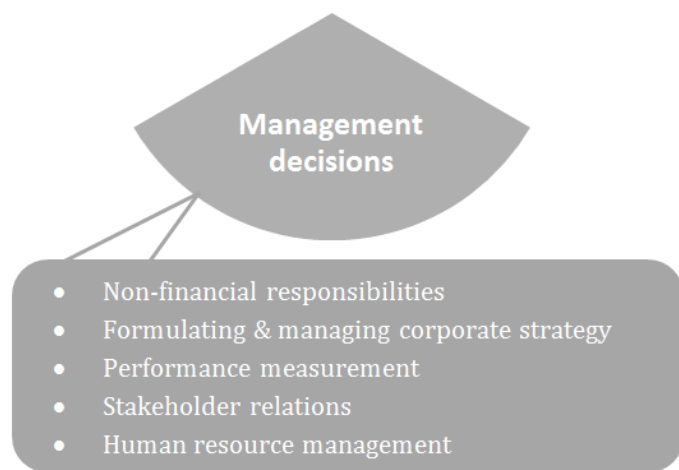 Management
decisions
• Non-financial responsibilities
• Formulating & managing corporate strategy
• Performance measurement
• Stakeholder relations
• Human resource management